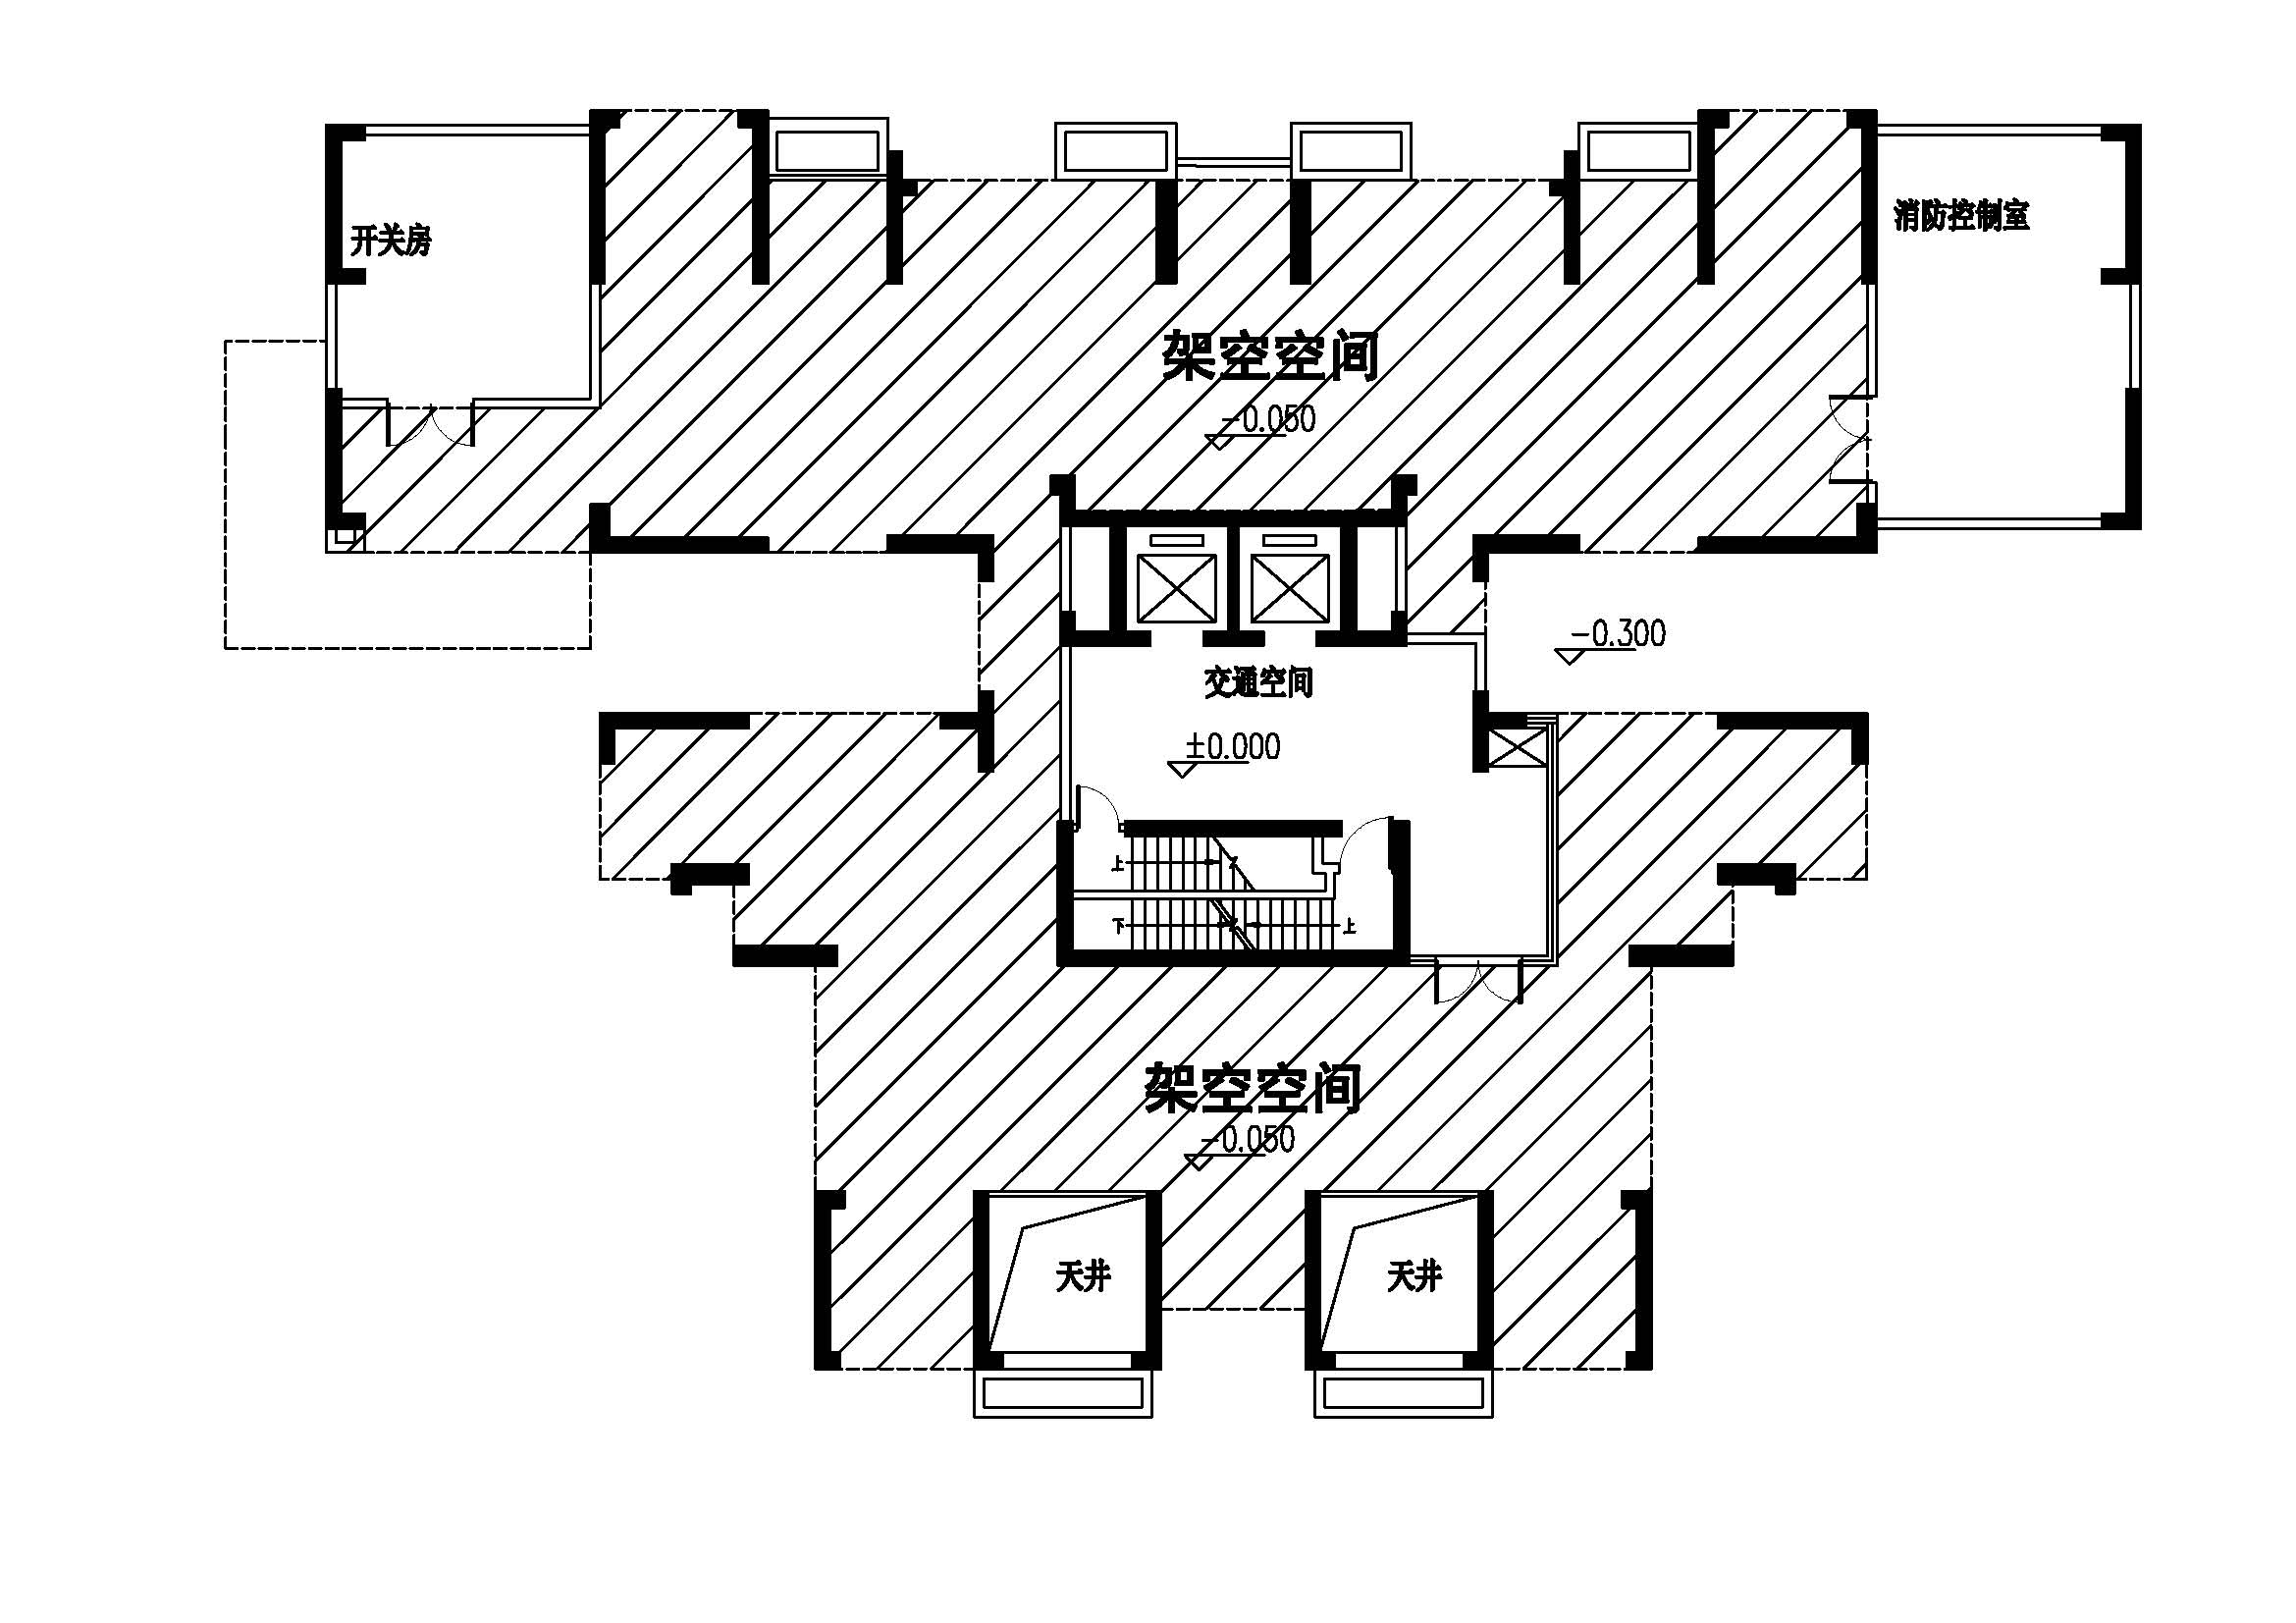 开关房
消防控制室
架空空间
-0.050
-0.300
交通空间
±0.000
上
下
上
架空空间
-0.050
天井
天井